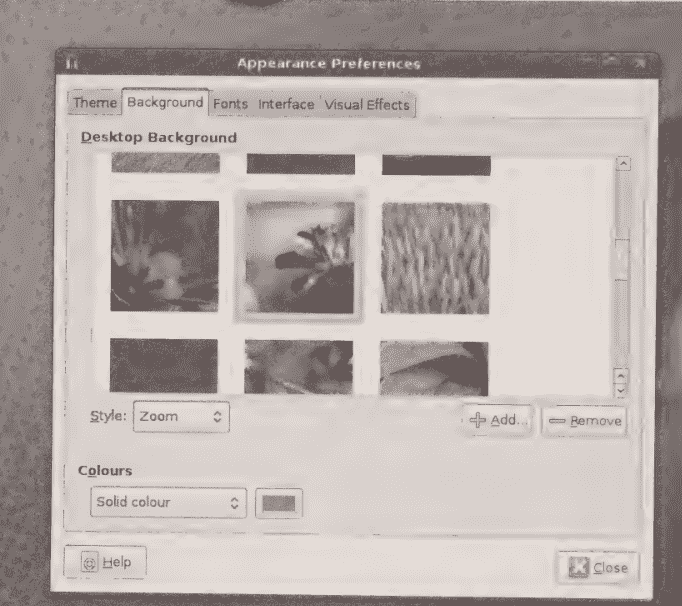 Appearance Preferences
Theme Background Fonts Interface Visual Effects
Desktop Background
Style: Zoom Add... Remove
Colours
Solid colour
Help Close